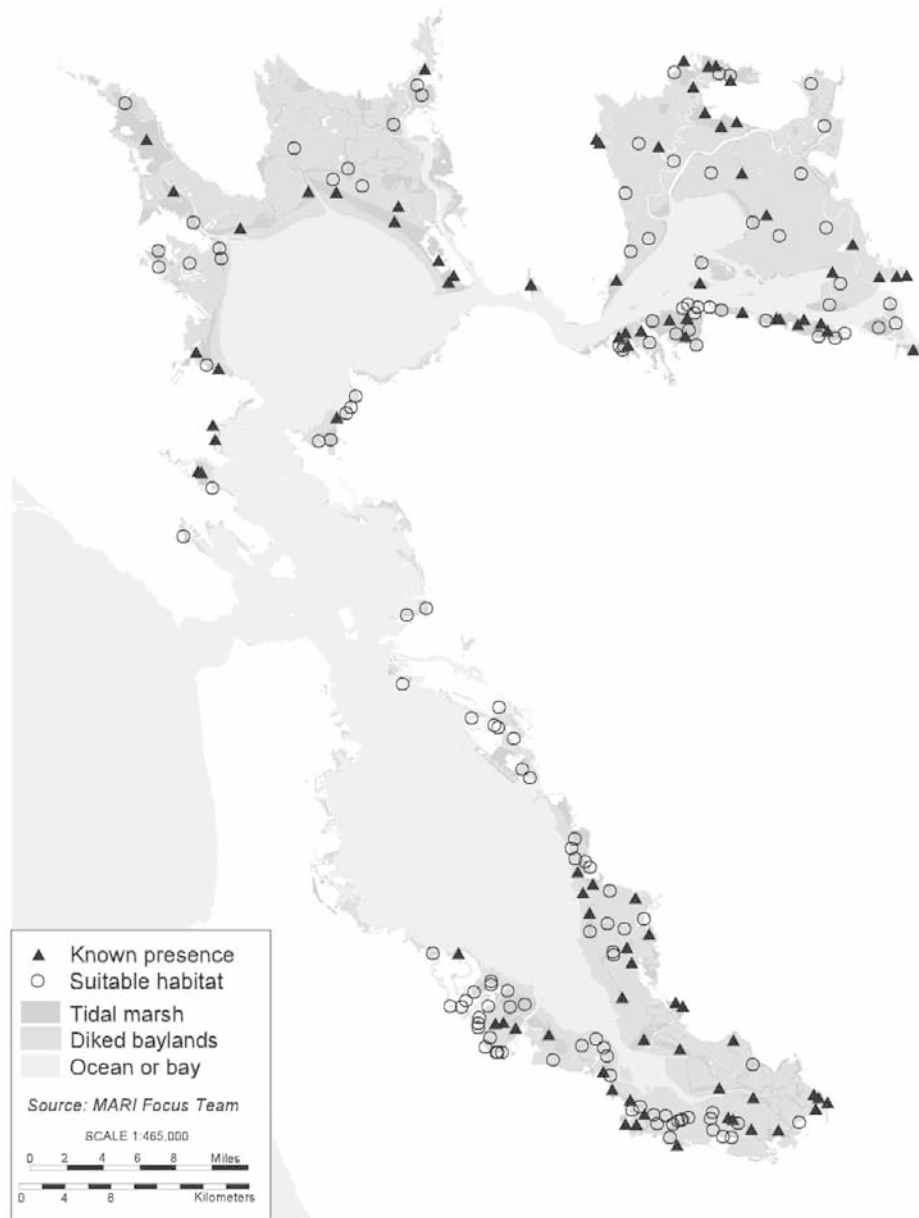 Known presence
Suitable habitat
Tidal marsh
Diked baylands
Ocean or bay
Source: MARI Focus Team
SCALE 1:465,000
0 2 4 6 8 Miles
0 4 8 Kilometers